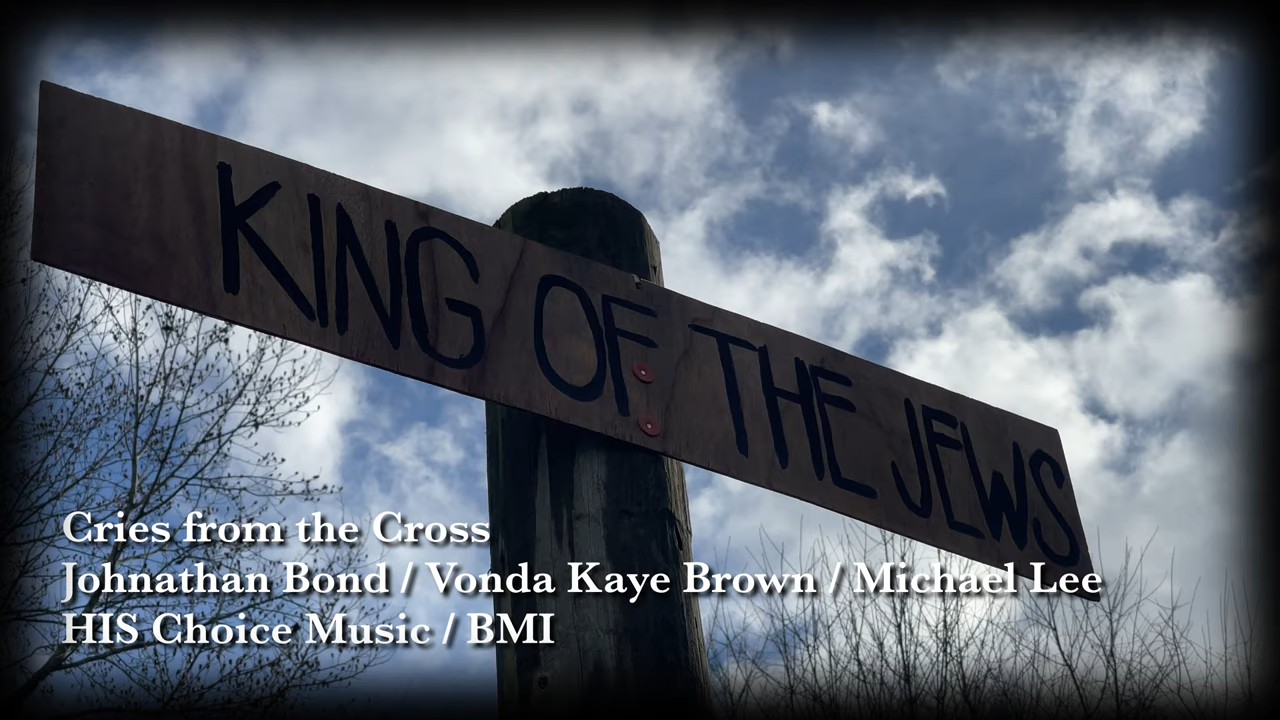 KING OF THE JEWS
Cries from the Cross
Johnathan Bond / Vonda Kaye Brown / Michael Lee
HIS Choice Music / BMI